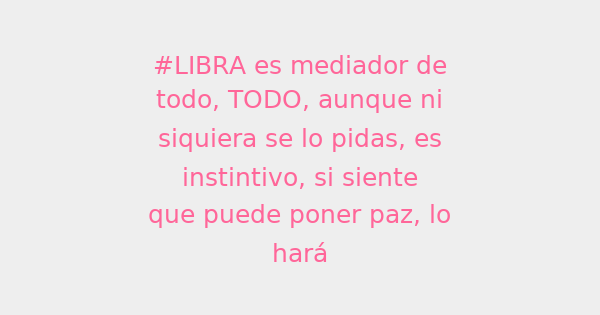 #LIBRA es mediador de
todo, TODO, aunque ni
siquiera se lo pidas, es
instintivo, si siente
que puede poner paz, lo
hará